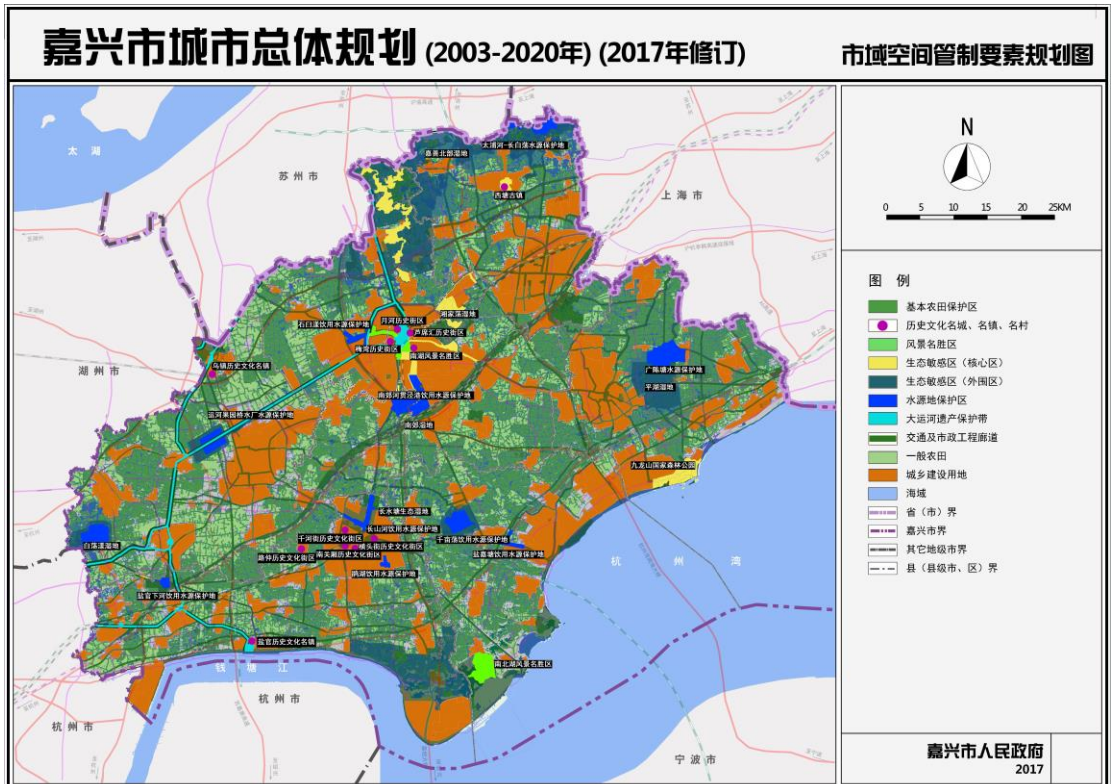 嘉兴市城市总体规划 (2003-2020年) (2017年修订)
市域空间管制要素规划图
太 湖
苏州市
上海市
湖州市
杭州市
杭州市
宁波市
杭 州 湾
钱 塘 江
嘉善北部湿地
太浦河-长白荡水源保护地
西塘古镇
湘家荡湿地
月河历史街区
石臼漾饮用水源保护地
芦席汇历史街区
梅湾历史街区
南湖风景名胜区
乌镇历史文化名镇
广陈塘水源保护地
平湖湿地
南郊河贯泾港饮用水源保护地
南郊湿地
运河果园桥水厂水源保护地
九龙山国家森林公园
长水塘生态湿地
长山河饮用水源保护地
千河街历史文化街区
横头街历史文化街区
南关厢历史文化街区
路仲历史文化街区
千亩荡饮用水源保护地
盐嘉塘饮用水源保护地
鹃湖饮用水源保护地
白荡漾湿地
盐官下河饮用水源保护地
盐官历史文化名镇
南北湖风景名胜区
N
0 5 10 15 20 25KM
图 例
基本农田保护区
历史文化名城、名镇、名村
风景名胜区
生态敏感区（核心区）
生态敏感区（外围区）
水源地保护区
大运河遗产保护带
交通及市政工程廊道
一般农田
城乡建设用地
海域
省（市）界
嘉兴市界
其它地级市界
县（县级市、区）界
嘉兴市人民政府
2017